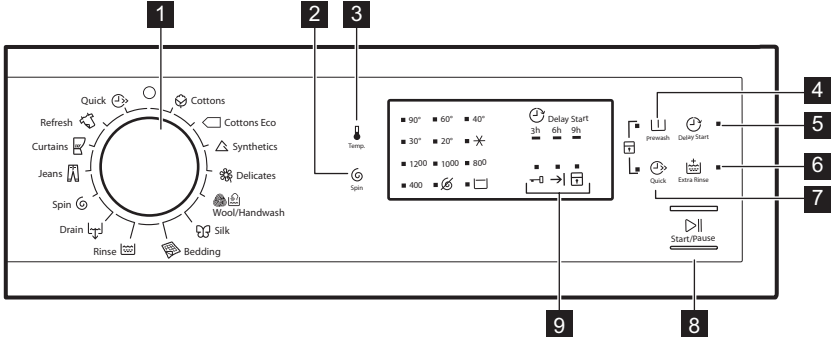 1
2
3
4
5
6
7
8
9
Quick
Cottons
Refresh
Cottons Eco
Curtains
Synthetics
Jeans
Delicates
Spin
Wool/Handwash
Drain
Silk
Rinse
Bedding
Temp.
Spin
90° 60° 40°
30° 20°
1200 1000 800
400
Delay Start
3h 6h 9h
prewash
Delay Start
Quick
Extra Rinse
Start/Pause